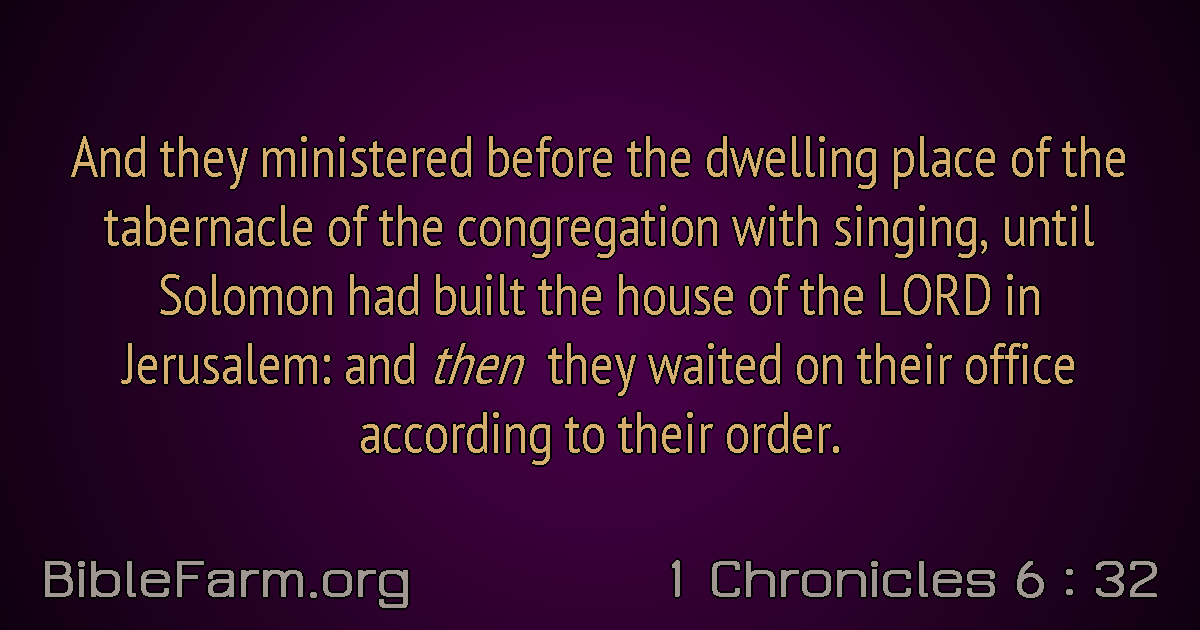 And they ministered before the dwelling place of the
tabernacle of the congregation with singing, until
Solomon had built the house of the LORD in
Jerusalem: and then they waited on their office
according to their order.
BibleFarm.org
1 Chronicles 6 : 32